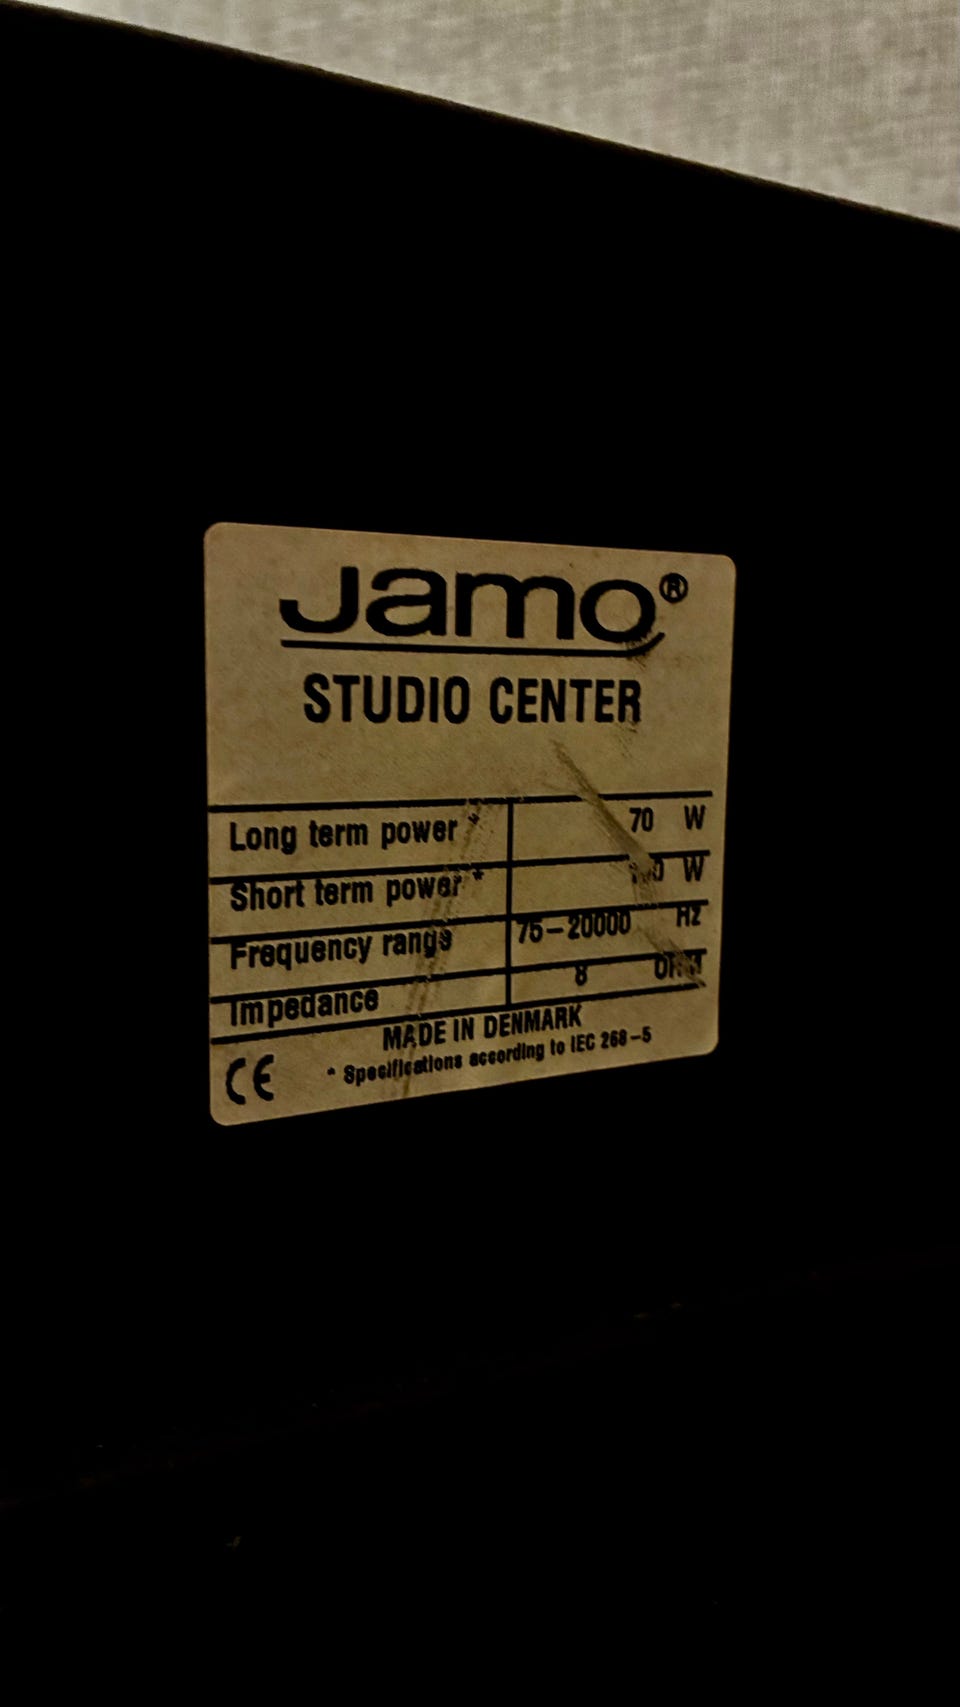 Jamo®
STUDIO CENTER
Long term power * 70 W
Short term power * W
Frequency range 75-20000 Hz
Impedance 8 OHM
MADE IN DENMARK
* Specifications according to IEC 268-5
CE